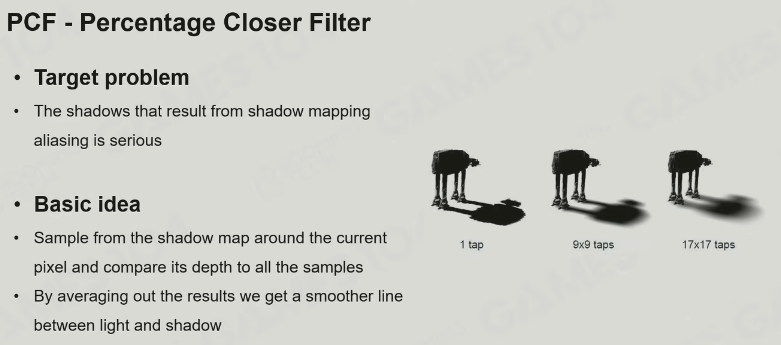 PCF - Percentage Closer Filter
• Target problem
• The shadows that result from shadow mapping
aliasing is serious
• Basic idea
• Sample from the shadow map around the current
pixel and compare its depth to all the samples
• By averaging out the results we get a smoother line
between light and shadow
1 tap
9x9 taps
17x17 taps
GAMES 104